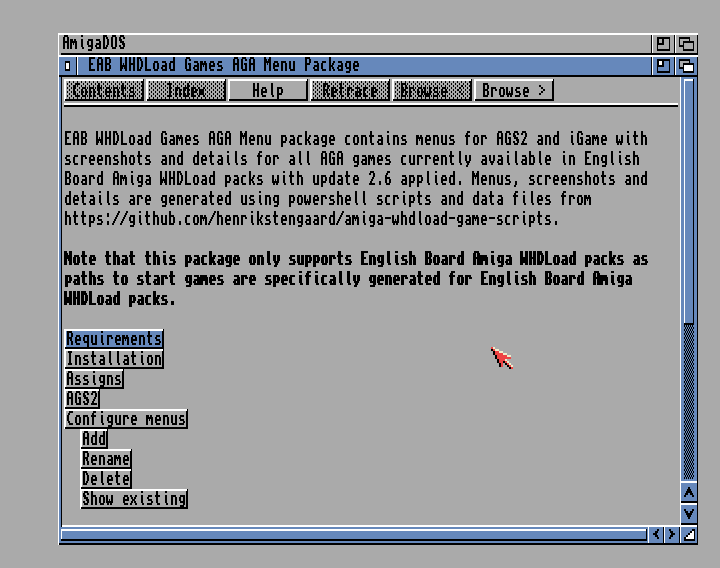 AmigaDOS
EAB WHDLoad Games AGA Menu Package
Contents Index Help Retrace Browse < Browse >
EAB WHDLoad Games AGA Menu package contains menus for AGS2 and iGame with
screenshots and details for all AGA games currently available in English
Board Amiga WHDLoad packs with update 2.6 applied. Menus, screenshots and
details are generated using powershell scripts and data files from
https://github.com/henrikstengaard/amiga-whdload-game-scripts.
Note that this package only supports English Board Amiga WHDLoad packs as
paths to start games are specifically generated for English Board Amiga
WHDLoad packs.
Requirements
Installation
Assigns
AGS2
Configure menus
Add
Rename
Delete
Show existing